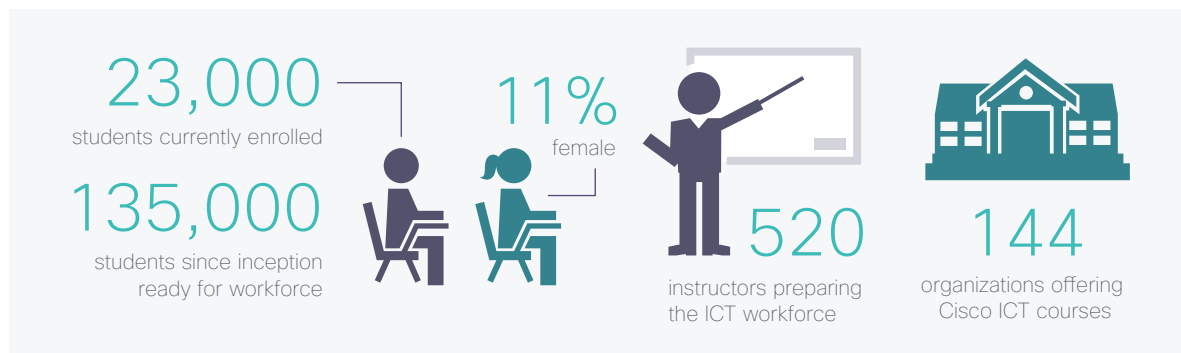 23,000
students currently enrolled
135,000
students since inception
ready for workforce
11%
female
520
instructors preparing
the ICT workforce
144
organizations offering
Cisco ICT courses